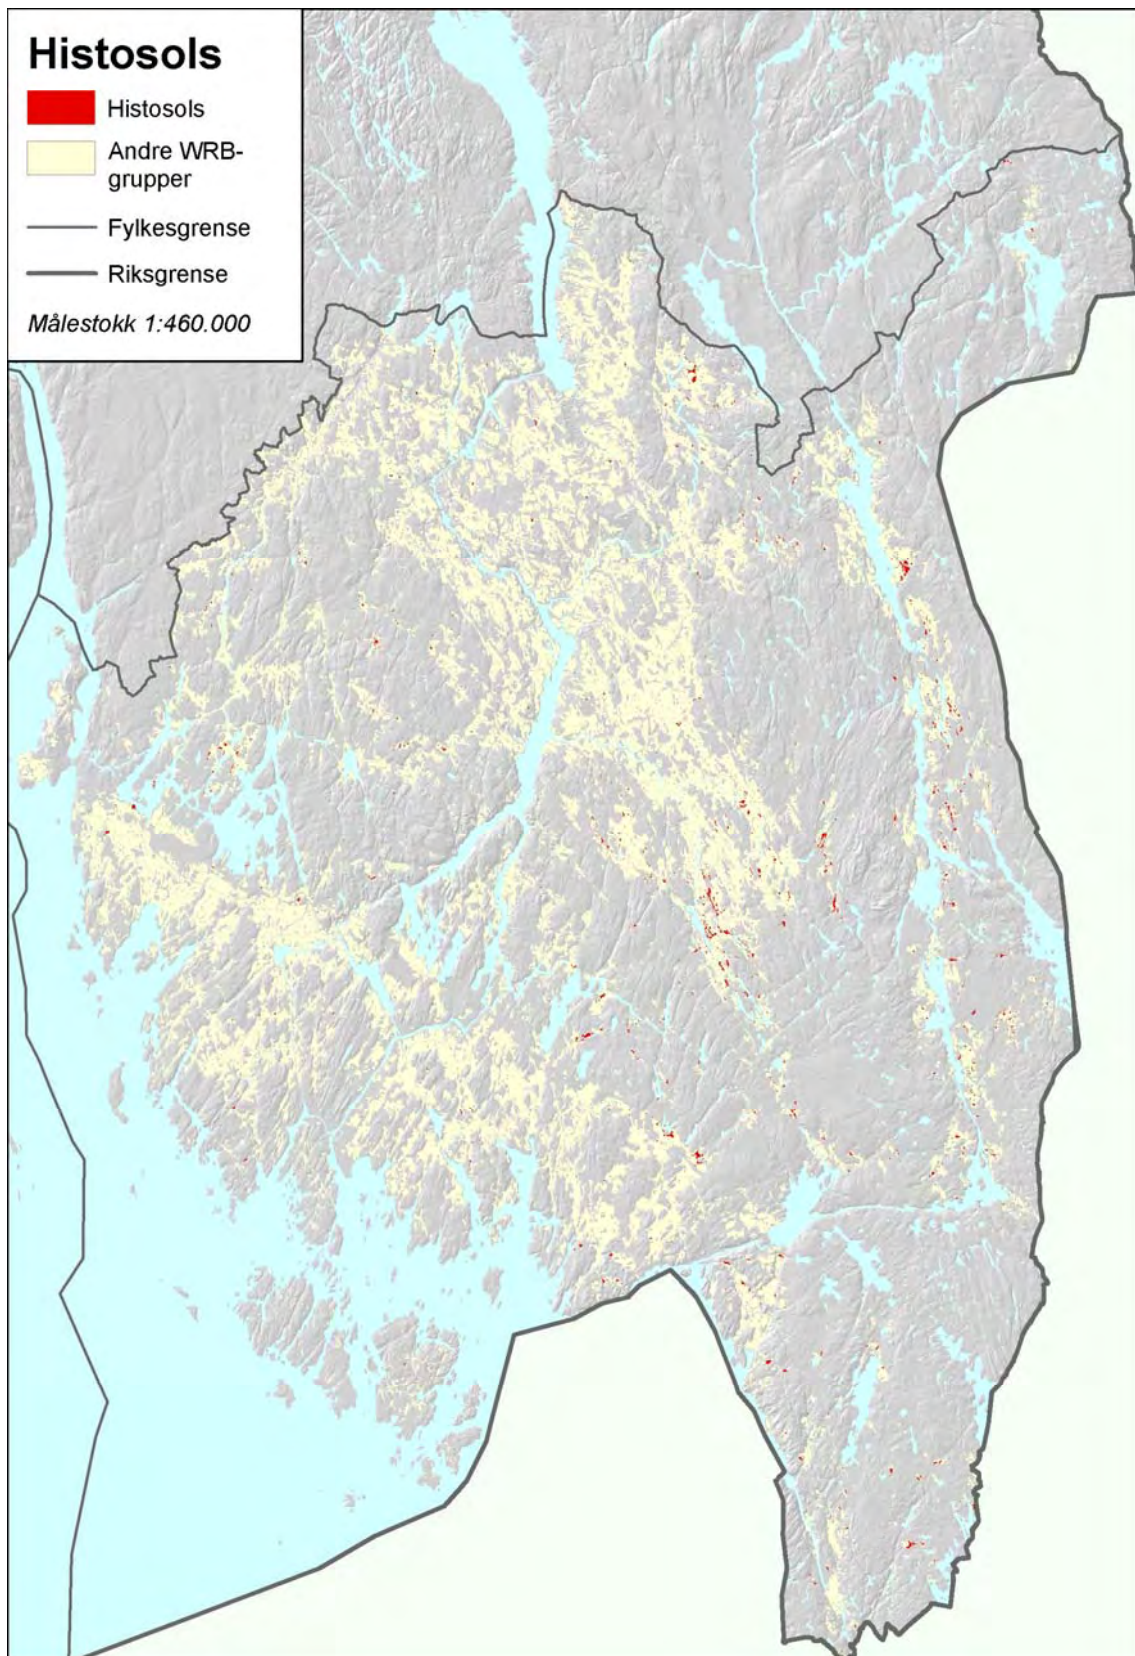 Histosols
Histosols
Andre WRB-
grupper
Fylkesgrense
Riksgrense
Målestokk 1:460.000